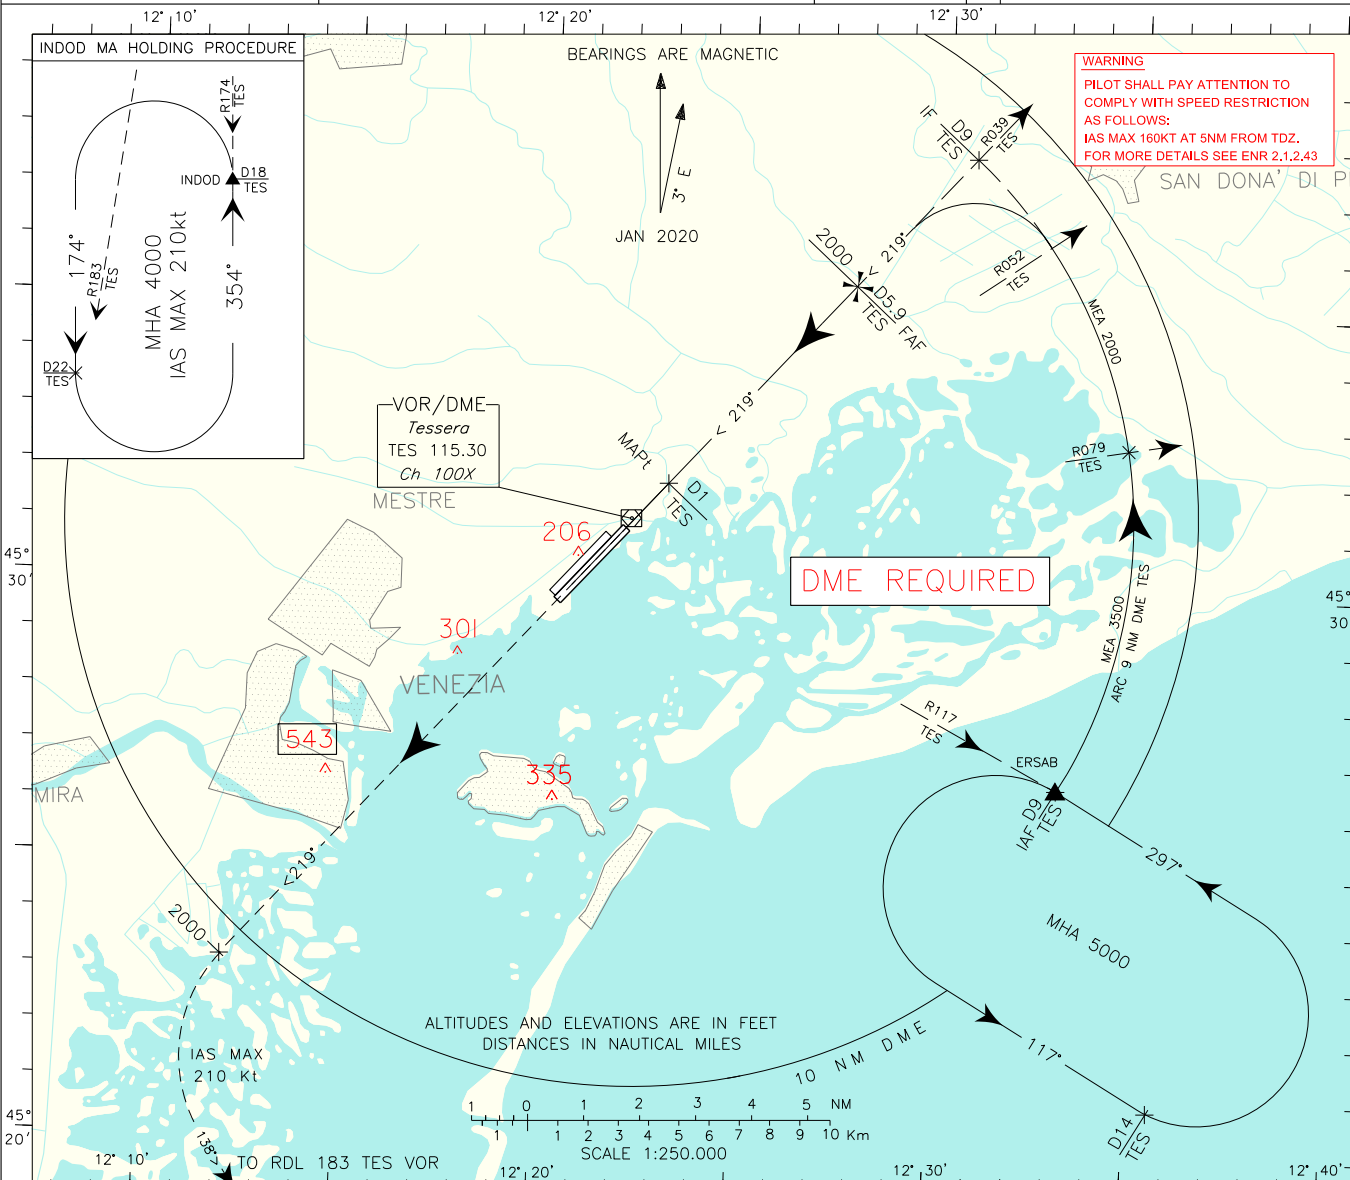 12° 10'
12° 20'
12° 30'
INDOD MA HOLDING PROCEDURE
R174
TES
INDOD
D18
TES
174°
R183
TES
MHA 4000
IAS MAX 210kt
354°
D22
TES
BEARINGS ARE MAGNETIC
3° E
JAN 2020
WARNING
PILOT SHALL PAY ATTENTION TO
COMPLY WITH SPEED RESTRICTION
AS FOLLOWS:
IAS MAX 160KT AT 5NM FROM TDZ.
FOR MORE DETAILS SEE ENR 2.1.2.43
SAN DONA' DI P
IF D9
TES
R039
TES
2000
< 219°
D5.9 FAF
TES
R052
TES
MEA 2000
< 219°
VOR/DME
Tessera
TES 115.30
Ch 100X
MAPt
D1
TES
R079
TES
MESTRE
206
DME REQUIRED
45°
30'
45°
30
301
VENEZIA
MEA 3500
ARC 9 NM DME TES
R117
TES
543
335
MIRA
ERSAB
IAF D9
TES
<219°
297°
2000
MHA 5000
ALTITUDES AND ELEVATIONS ARE IN FEET
DISTANCES IN NAUTICAL MILES
10 NM DME
117°
IAS MAX
210 Kt
45°
20'
1 0 1 2 3 4 5 NM
1 1 2 3 4 5 6 7 8 9 10 Km
SCALE 1:250.000
D14
TES
138°>
TO RDL 183 TES VOR
12° 10'
12° 20'
12° 30'
12° 40'